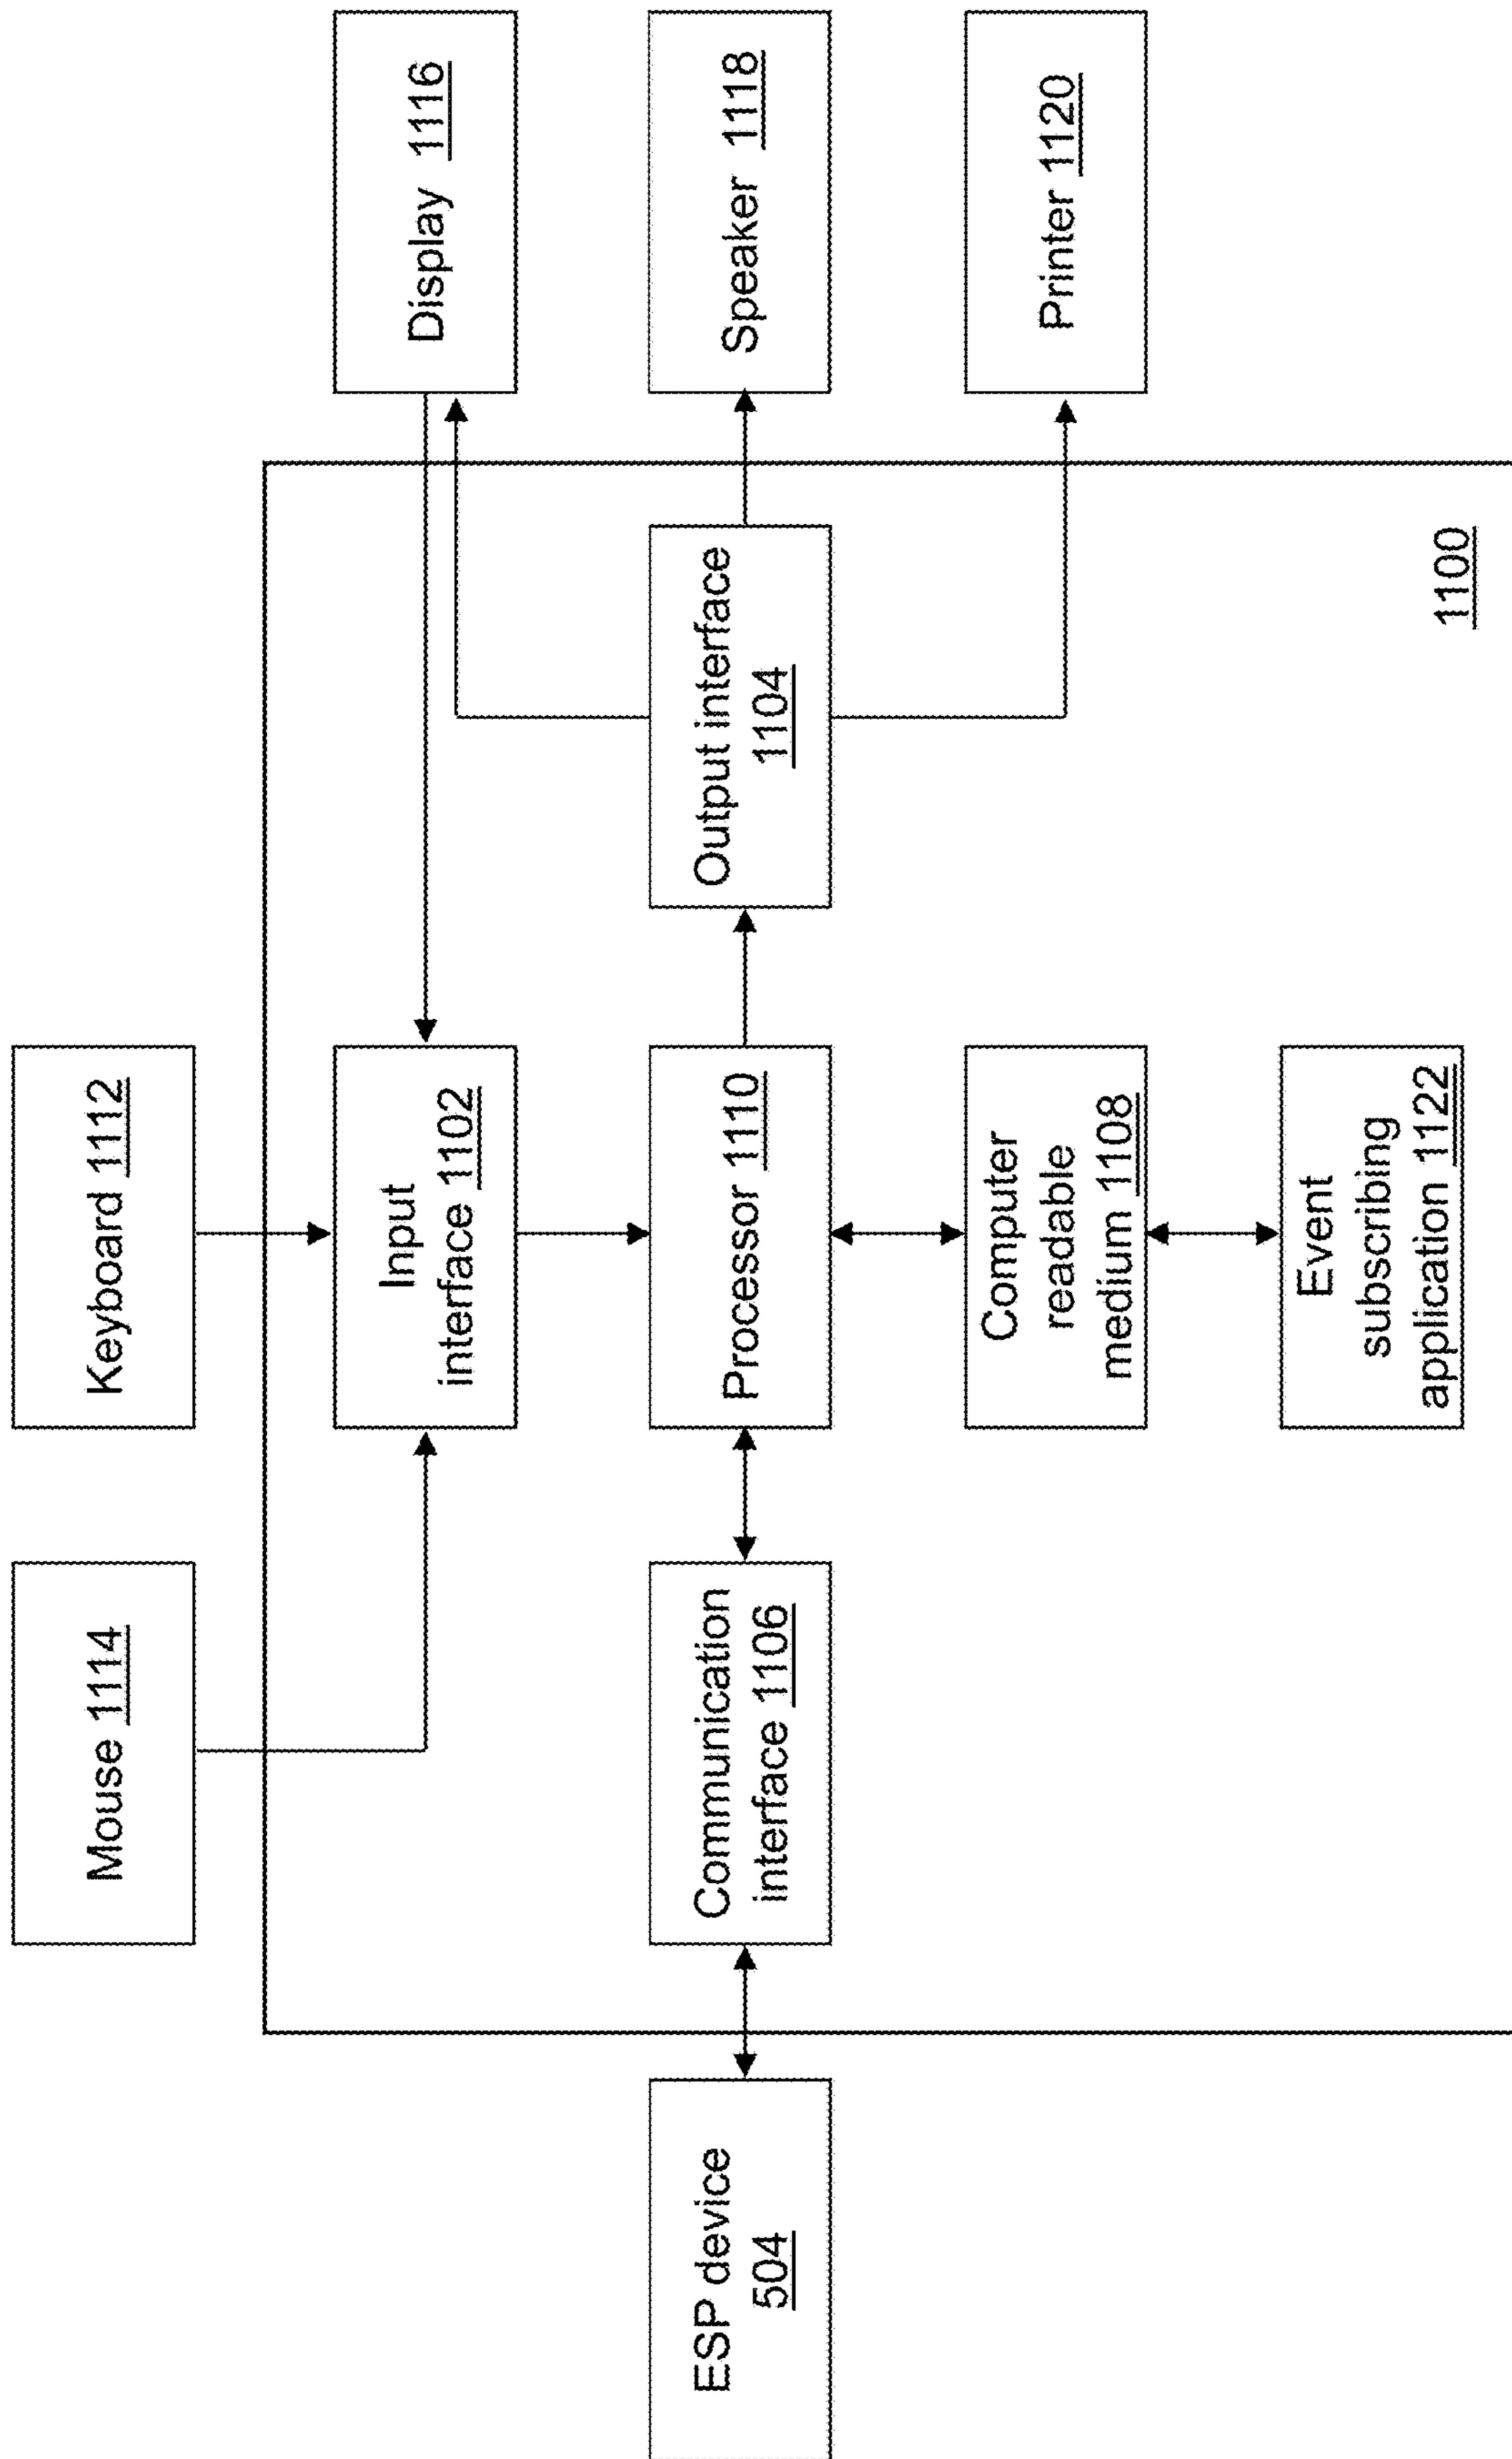 Mouse 1114
Keyboard 1112
Input
interface 1102
Display 1116
ESP device
504
Communication
interface 1106
Processor 1110
Output interface
1104
Speaker 1118
Computer
readable
medium 1108
Printer 1120
Event
subscribing
application 1122
1100